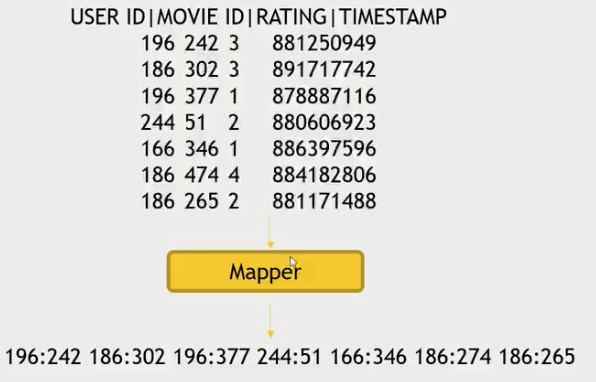 USER ID|MOVIE ID|RATING|TIMESTAMP
196 242 3 881250949
186 302 3 891717742
196 377 1 878887116
244 51 2 880606923
166 346 1 886397596
186 474 4 884182806
186 265 2 881171488
Mapper
196:242 186:302 196:377 244:51 166:346 186:274 186:265